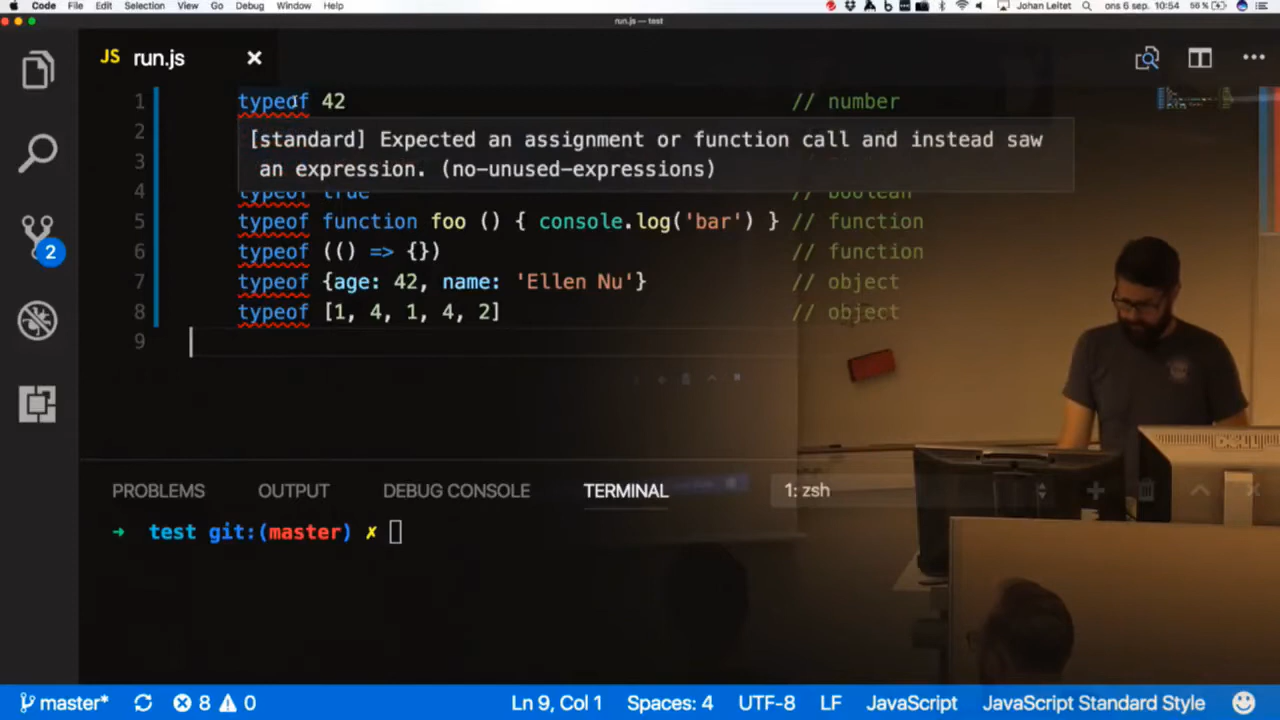 Code File Edit Selection View Go Debug Window Help Johan Leitet ons 6 sep. 10:54 56 %
run.js — test
JS run.js
1 typeof 42 // number
2
[standard] Expected an assignment or function call and instead saw
an expression. (no-unused-expressions)
3
4 typeof true // boolean
5 typeof function foo () { console.log('bar') } // function
6 typeof (() => {}) // function
7 typeof {age: 42, name: 'Ellen Nu'} // object
8 typeof [1, 4, 1, 4, 2] // object
9
2
DELL
PROBLEMS OUTPUT DEBUG CONSOLE TERMINAL 1: zsh
→ test git:(master) ✗
master* 8 0 Ln 9, Col 1 Spaces: 4 UTF-8 LF JavaScript JavaScript Standard Style